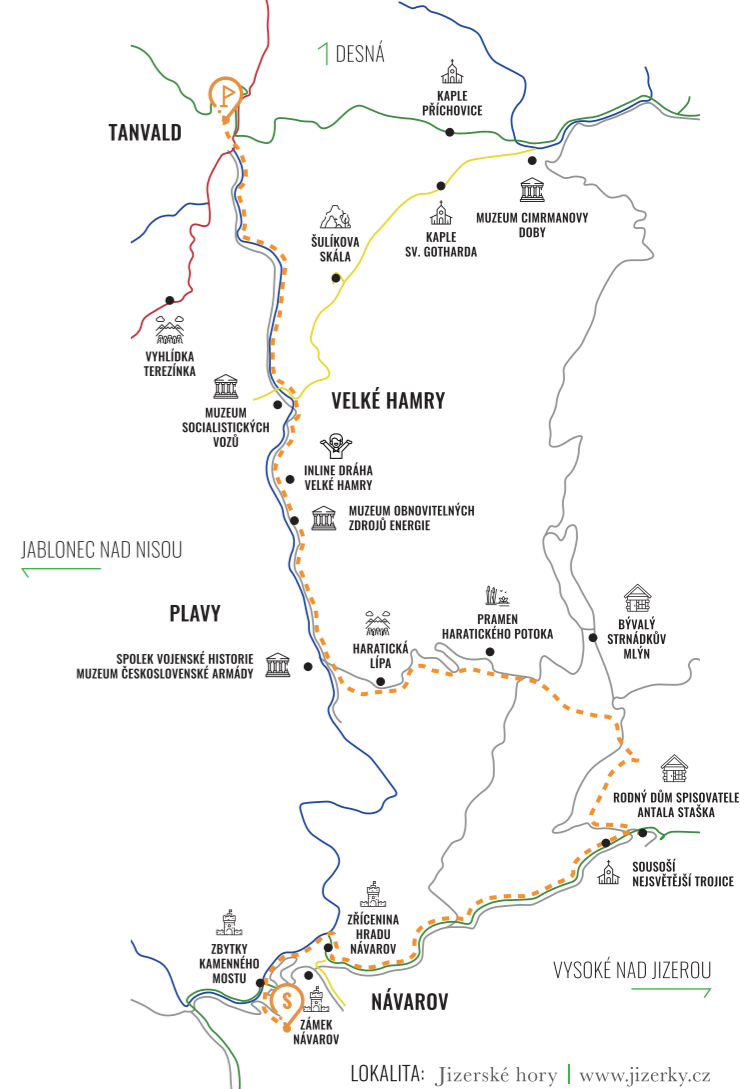 1 DESNÁ
KAPLE
PŘÍCHOVICE
TANVALD
MUZEUM CIMRMANOVY
DOBY
ŠULÍKOVA
SKÁLA
KAPLE
SV. GOTHARDA
VYHLÍDKA
TEREZÍNKA
VELKÉ HAMRY
MUZEUM
SOCIALISTICKÝCH
VOZŮ
INLINE DRÁHA
VELKÉ HAMRY
MUZEUM OBNOVITELNÝCH
ZDROJŮ ENERGIE
JABLONEC NAD NISOU
PLAVY
PRAMEN
HARATICKÉHO POTOKA
BÝVALÝ
STRNÁDKŮV
MLÝN
HARATICKÁ
LÍPA
SPOLEK VOJENSKÉ HISTORIE
MUZEUM ČESKOSLOVENSKÉ ARMÁDY
RODNÝ DŮM SPISOVATELE
ANTALA STAŠKA
SOUSOŠÍ
NEJSVĚTĚJŠÍ TROJICE
ZŘÍCENINA
HRADU
NÁVAROV
ZBYTKY
KAMENNÉHO
MOSTU
VYSOKÉ NAD JIZEROU
S
NÁVAROV
ZÁMEK
NÁVAROV
LOKALITA: Jizerské hory | www.jizerky.cz